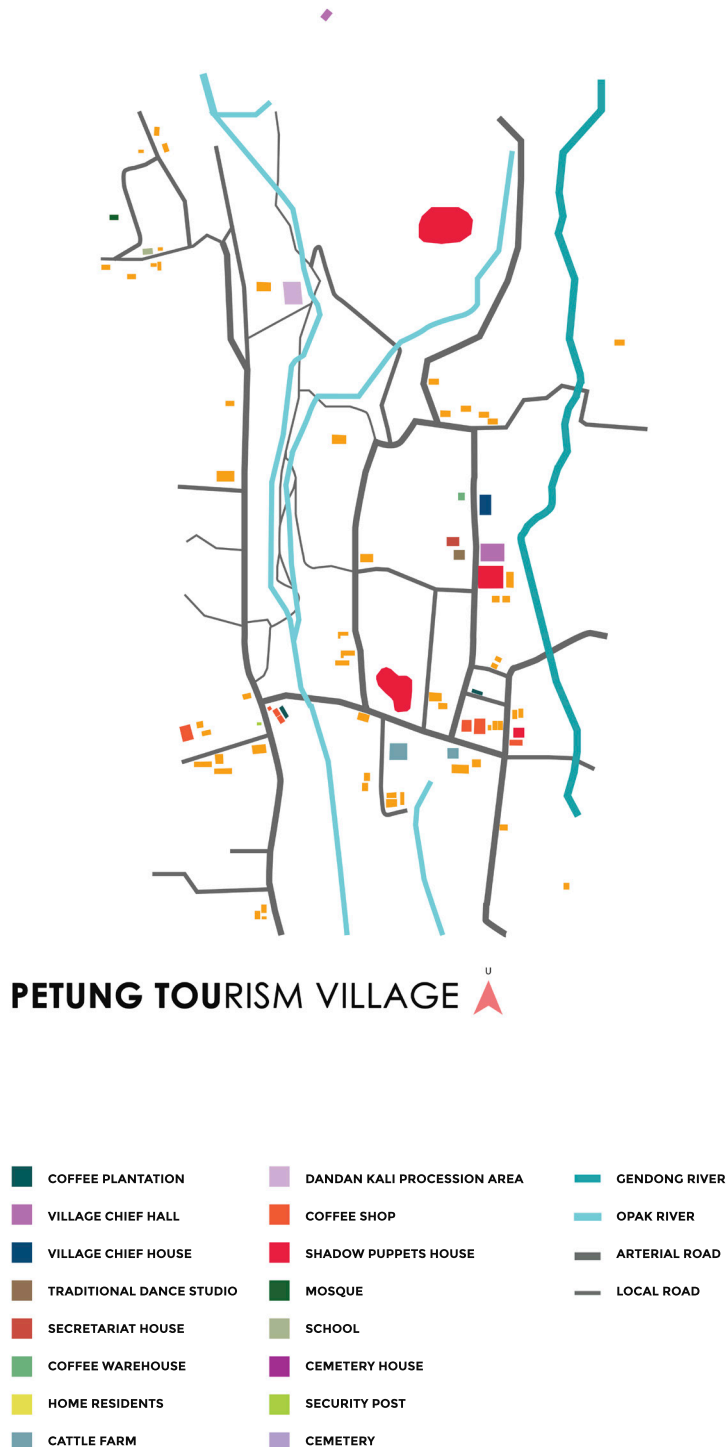 U
PETUNG TOURISM VILLAGE
COFFEE PLANTATION
VILLAGE CHIEF HALL
VILLAGE CHIEF HOUSE
TRADITIONAL DANCE STUDIO
SECRETARIAT HOUSE
COFFEE WAREHOUSE
HOME RESIDENTS
CATTLE FARM
DANDAN KALI PROCESSION AREA
COFFEE SHOP
SHADOW PUPPETS HOUSE
MOSQUE
SCHOOL
CEMETERY HOUSE
SECURITY POST
CEMETERY
GENDONG RIVER
OPAK RIVER
ARTERIAL ROAD
LOCAL ROAD